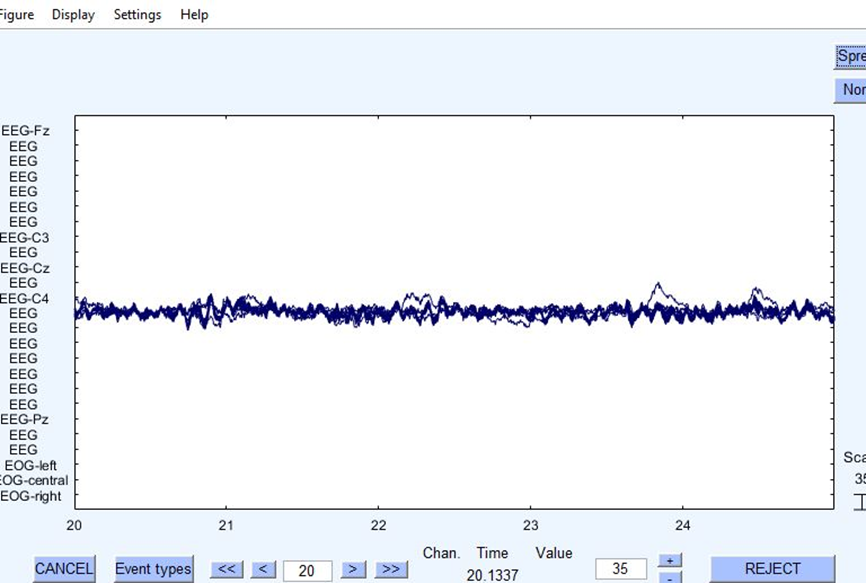 Figure Display Settings Help
Spre
Nor
EEG-Fz
EEG
EEG
EEG
EEG
EEG
EEG
EEG-C3
EEG
EEG-Cz
EEG
EEG-C4
EEG
EEG
EEG
EEG
EEG
EEG
EEG
EEG-Pz
EEG
EEG
EOG-left
EOG-central
EOG-right
Sca
35
20 21 22 23 24
Chan. Time Value
CANCEL Event types << < 20 > >> 20.1337 35 + - REJECT